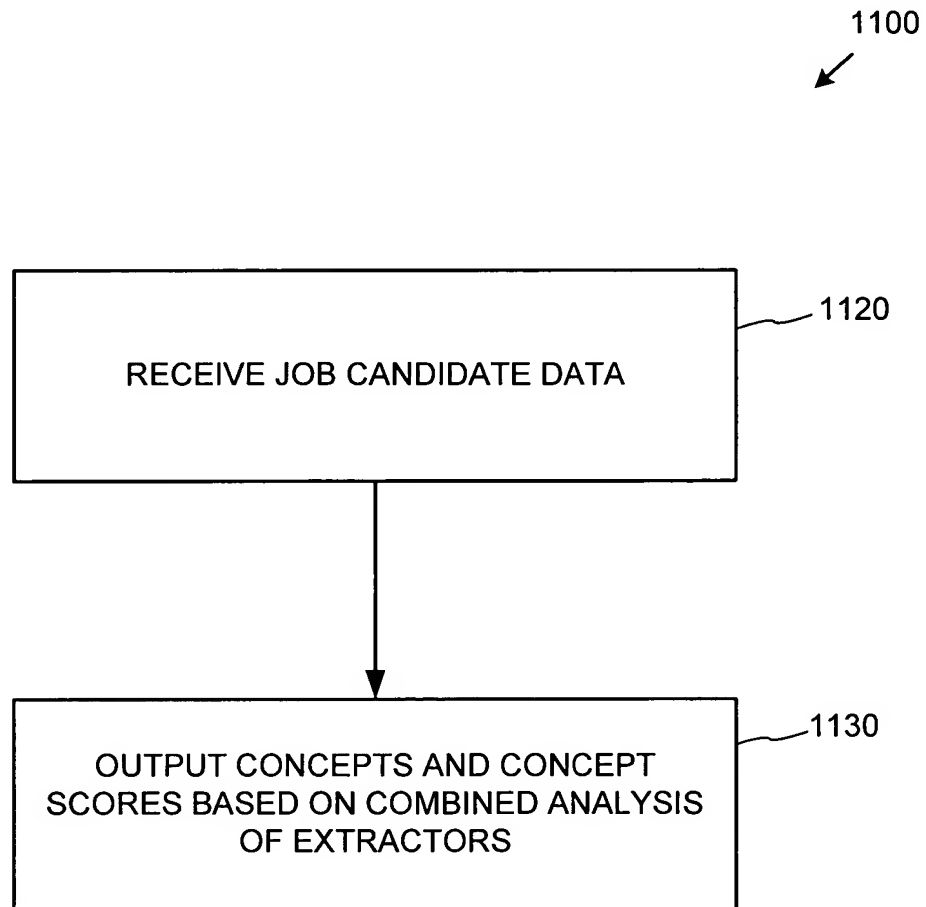 1100
1120
RECEIVE JOB CANDIDATE DATA
1130
OUTPUT CONCEPTS AND CONCEPT
SCORES BASED ON COMBINED ANALYSIS
OF EXTRACTORS